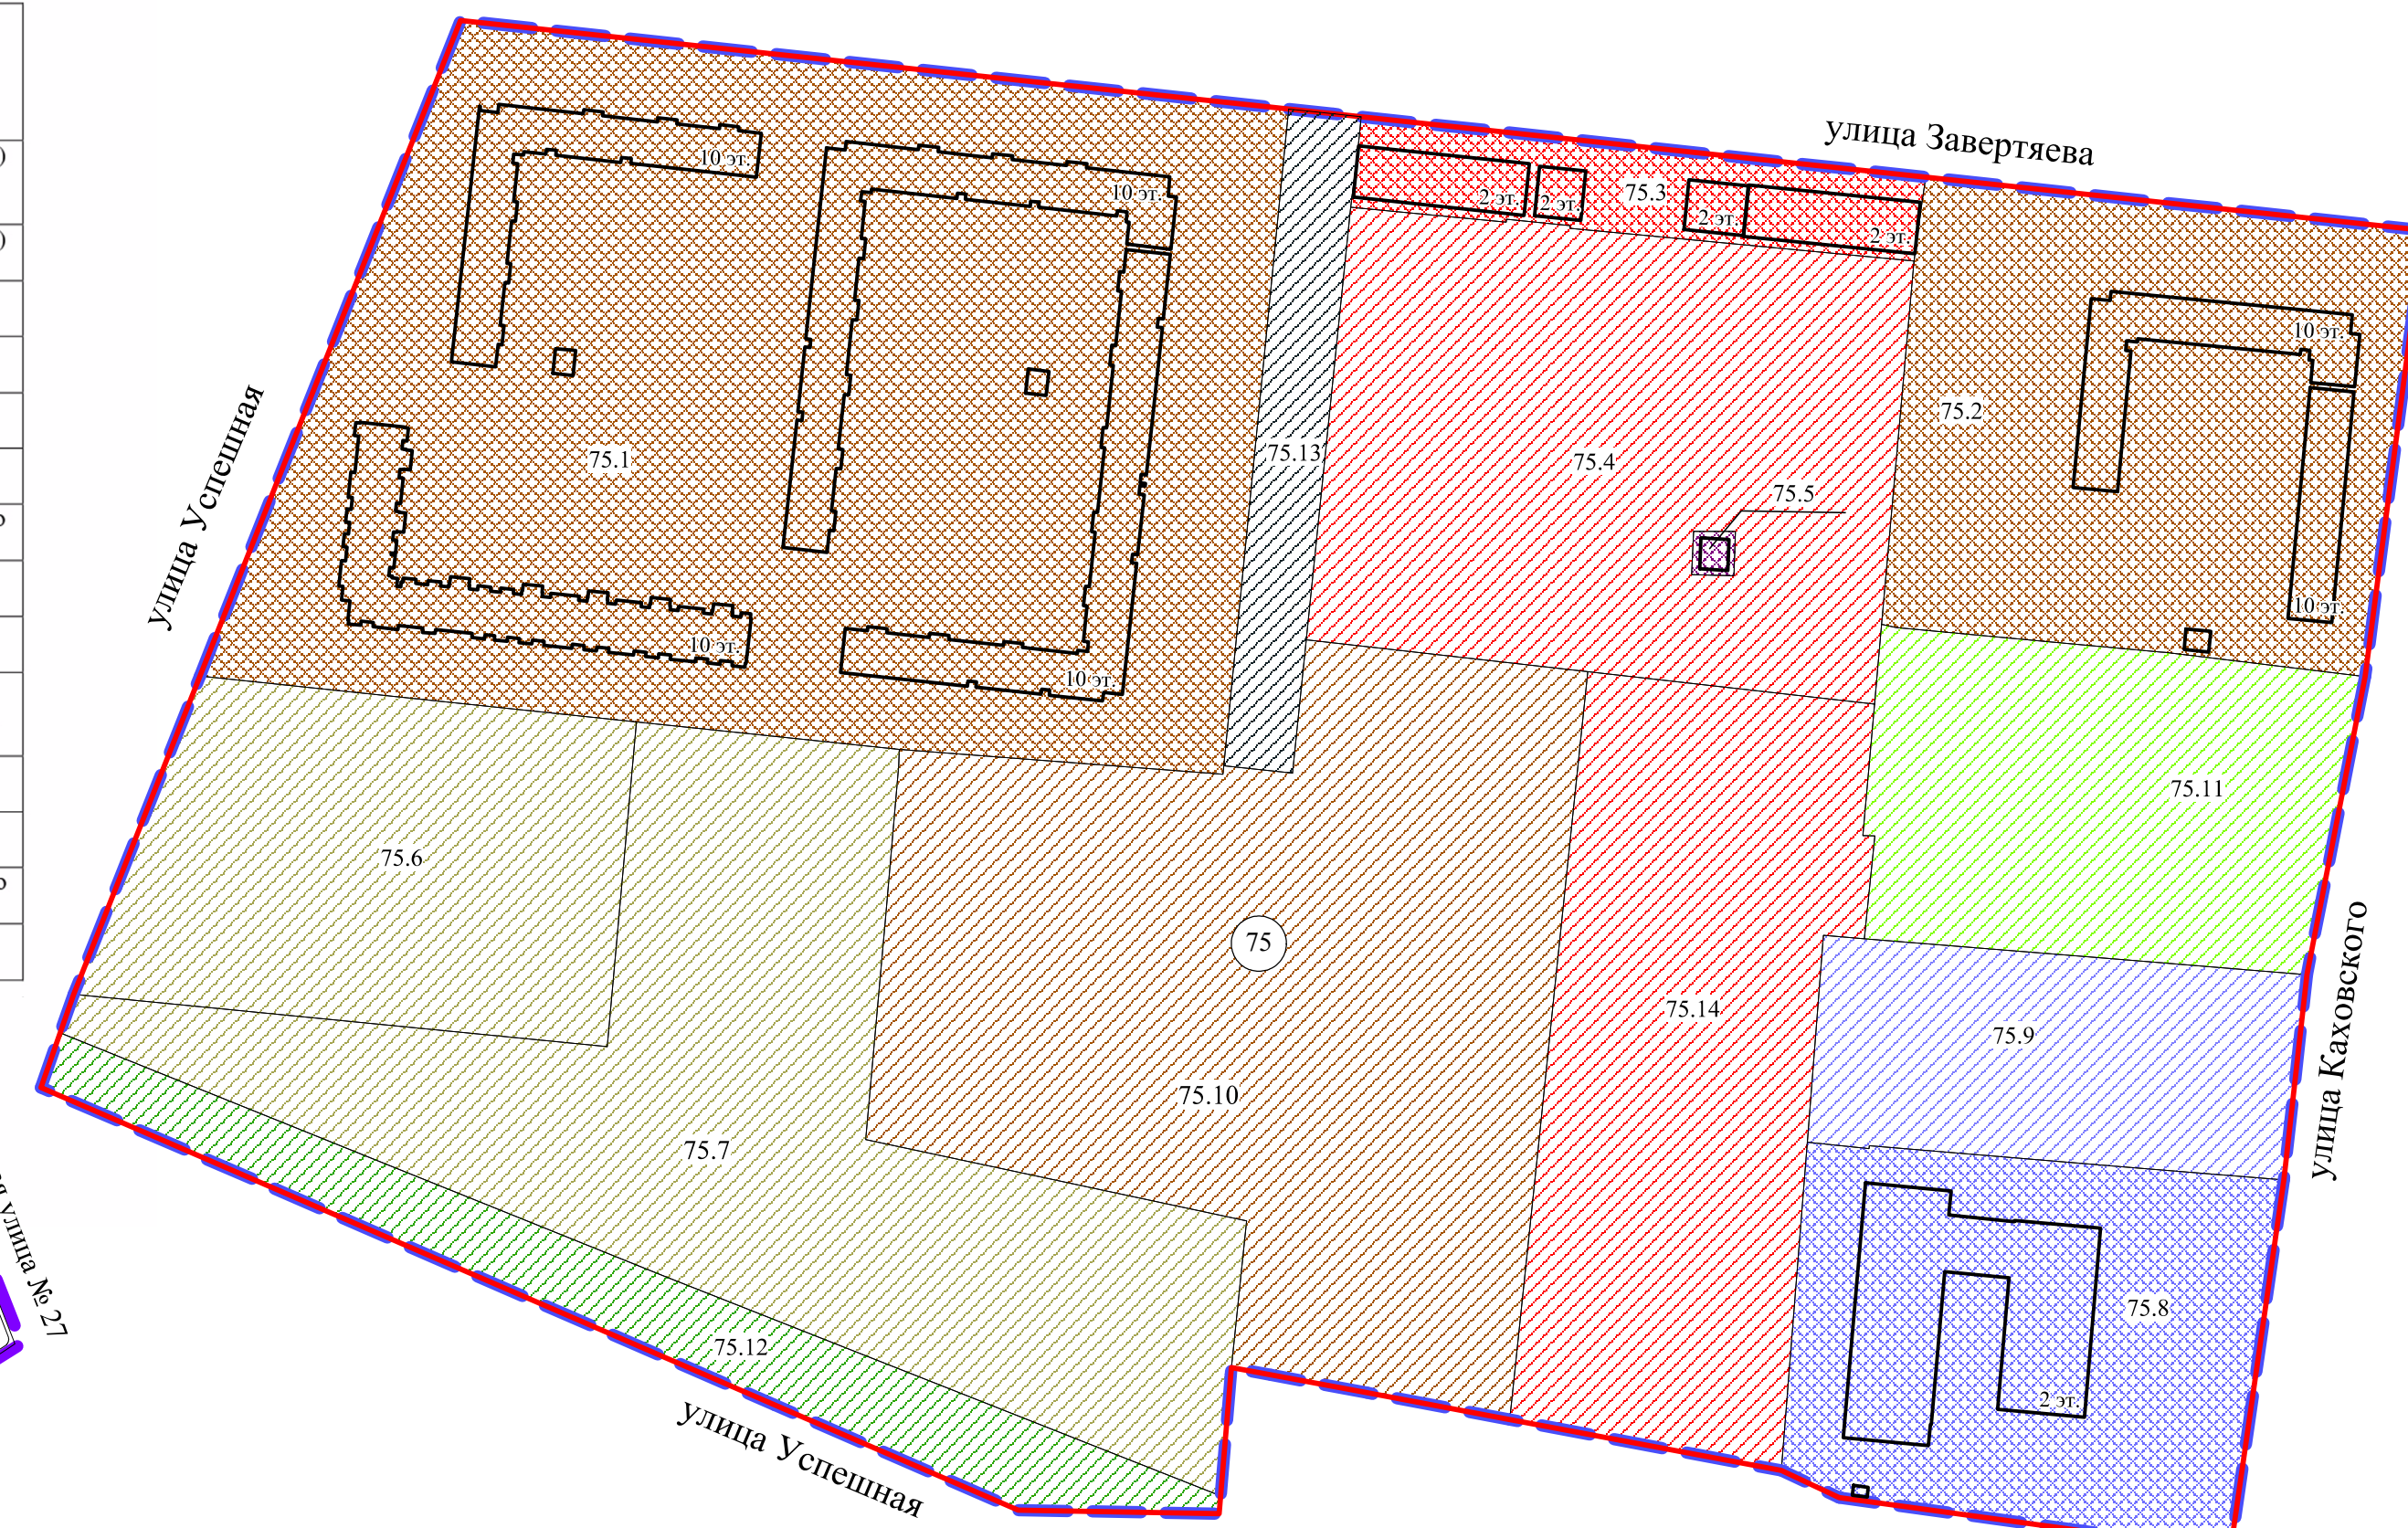 улица Завертяева
10 эт.
10 эт.
2 эт.
2 эт.
75.3
2 эт.
2 эт.
10 эт.
75.2
75.13
75.1
75.4
75.5
улица Успешная
10 эт.
10 эт.
10 эт.
75.11
75.6
75
75.14
75.9
улица Каховского
75.10
75.7
75.8
75.12
2 эт.
улица № 27
улица Успешная